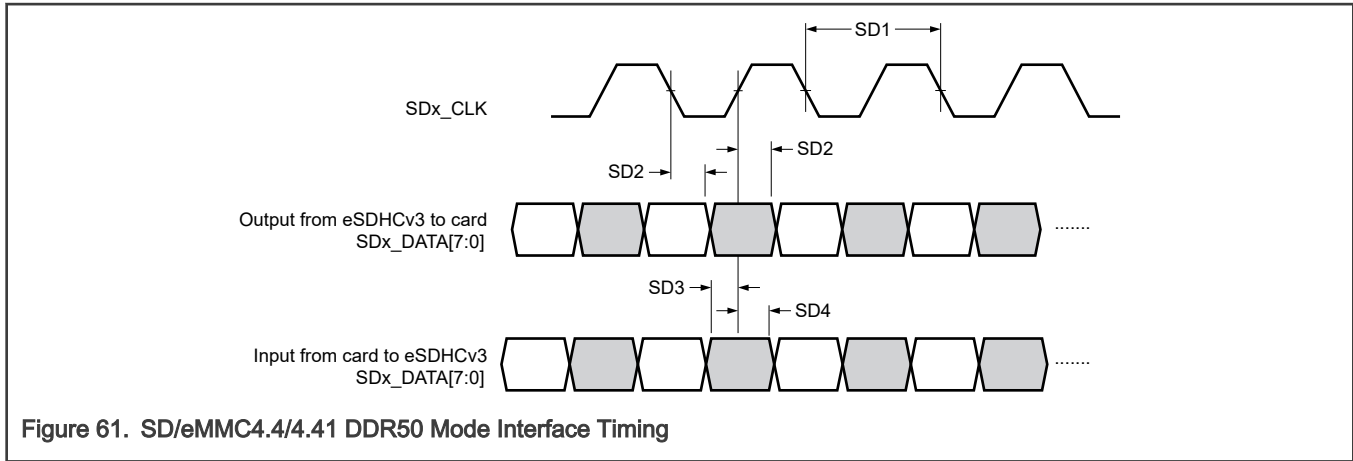 SD1
SDx_CLK
SD2
SD2
Output from eSDHCv3 to card
SDx_DATA[7:0]
.......
SD3
SD4
Input from card to eSDHCv3
SDx_DATA[7:0]
.......
Figure 61. SD/eMMC4.4/4.41 DDR50 Mode Interface Timing